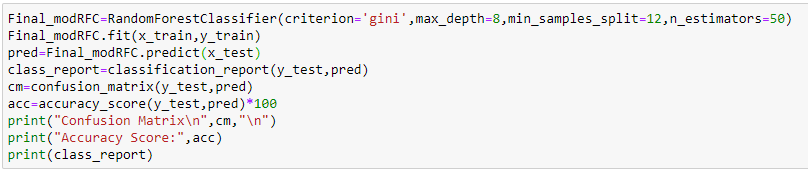 Final_modRFC=RandomForestClassifier(criterion='gini',max_depth=8,min_samples_split=12,n_estimators=50)
Final_modRFC.fit(x_train,y_train)
pred=Final_modRFC.predict(x_test)
class_report=classification_report(y_test,pred)
cm=confusion_matrix(y_test,pred)
acc=accuracy_score(y_test,pred)*100
print("Confusion Matrix\n",cm,"\n")
print("Accuracy Score:",acc)
print(class_report)